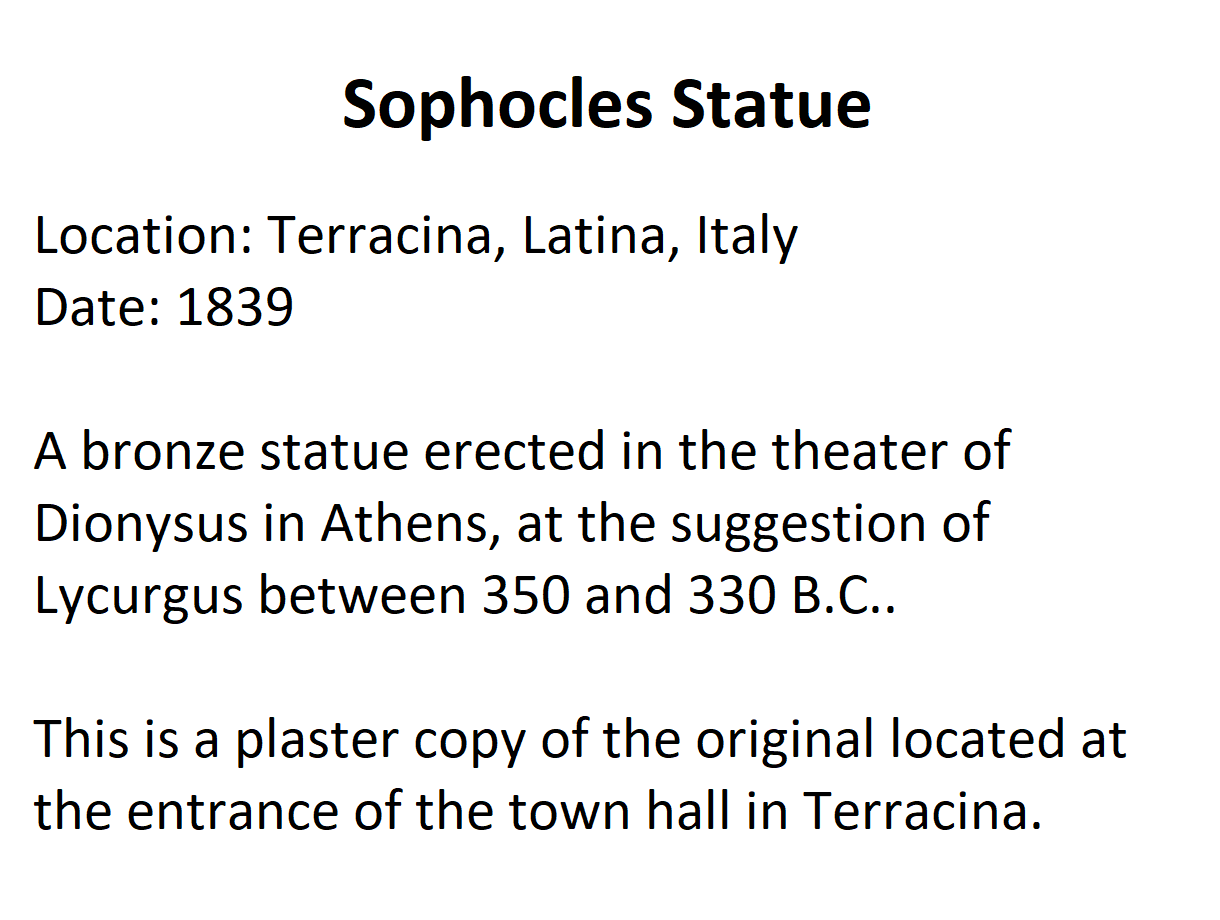 Sophocles Statue
Location: Terracina, Latina, Italy
Date: 1839
A bronze statue erected in the theater of
Dionysus in Athens, at the suggestion of
Lycurgus between 350 and 330 B.C..
This is a plaster copy of the original located at
the entrance of the town hall in Terracina.